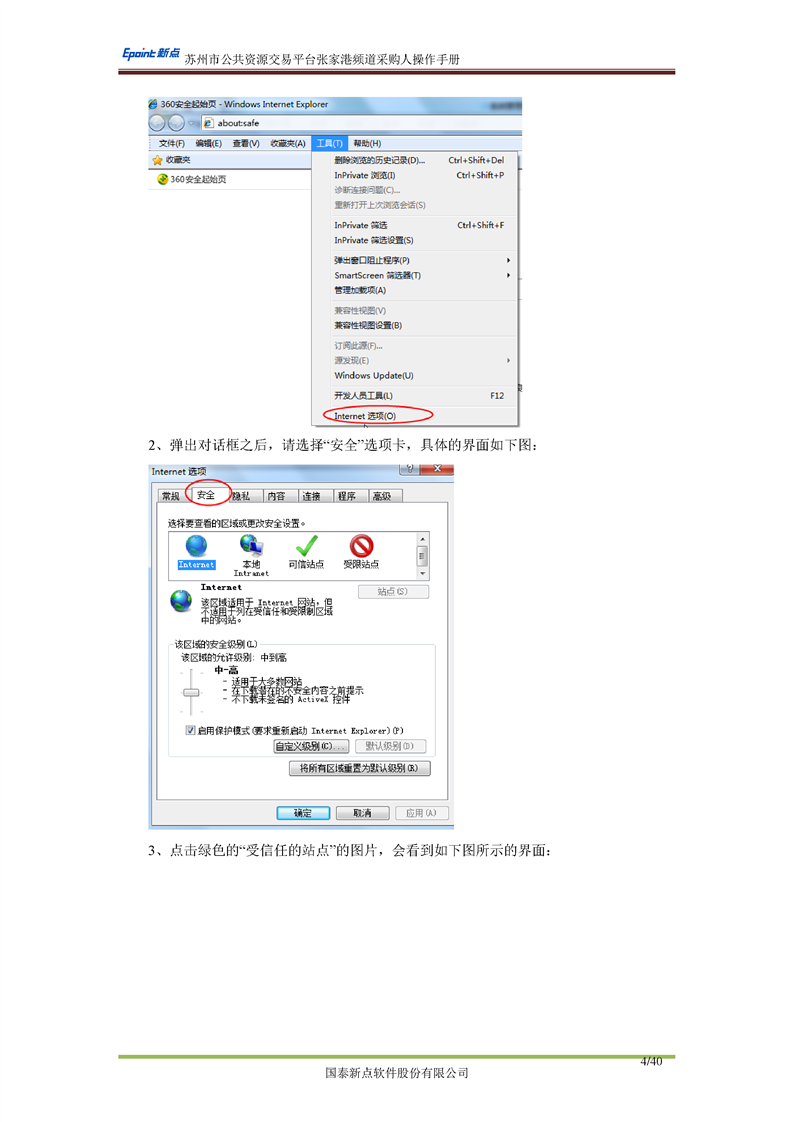 Epoint新点 苏州市公共资源交易平台张家港频道采购人操作手册
360安全起始页 - Windows Internet Explorer
about:safe
文件(F) 编辑(E) 查看(V) 收藏夹(A) 工具(T) 帮助(H)
收藏夹
360安全起始页
删除浏览的历史记录(D)... Ctrl+Shift+Del
InPrivate 浏览(I) Ctrl+Shift+P
诊断连接问题(C)...
重新打开上次浏览会话(S)
InPrivate 筛选 Ctrl+Shift+F
InPrivate 筛选设置(S)
弹出窗口阻止程序(P)
SmartScreen 筛选器(T)
管理加载项(A)
兼容性视图(V)
兼容性视图设置(B)
订阅此源(F)...
源发现(E)
Windows Update(U)
开发人员工具(L) F12
Internet 选项(O)
2、弹出对话框之后，请选择“安全”选项卡，具体的界面如下图：
Internet 选项
常规 安全 隐私 内容 连接 程序 高级
选择要查看的区域或更改安全设置。
Internet 本地 可信站点 受限站点
Intranet
Internet
站点(S)
该区域适用于 Internet 网站，但
不适用于列在受信任和受限制区域
中的网站。
该区域的安全级别(L)
该区域的允许级别: 中到高
中-高
- 适用于大多数网站
- 在下载潜在的不安全内容之前提示
- 不下载未签名的 ActiveX 控件
启用保护模式(要求重新启动 Internet Explorer)(P)
自定义级别(C)... 默认级别(D)
将所有区域重置为默认级别(R)
确定 取消 应用(A)
3、点击绿色的“受信任的站点”的图片，会看到如下图所示的界面：
4/40
国泰新点软件股份有限公司